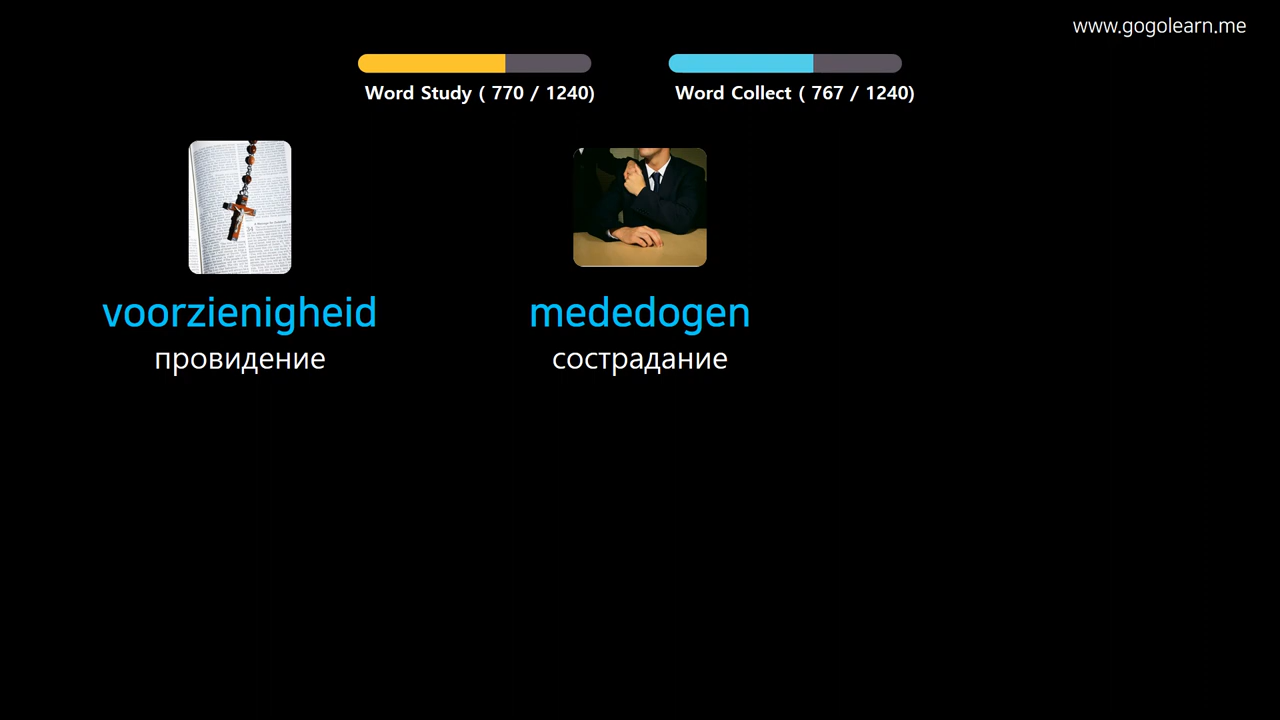 www.gogolearn.me
Word Study ( 770 / 1240)
Word Collect ( 767 / 1240)
voorzienigheid
mededogen
провидение
сострадание